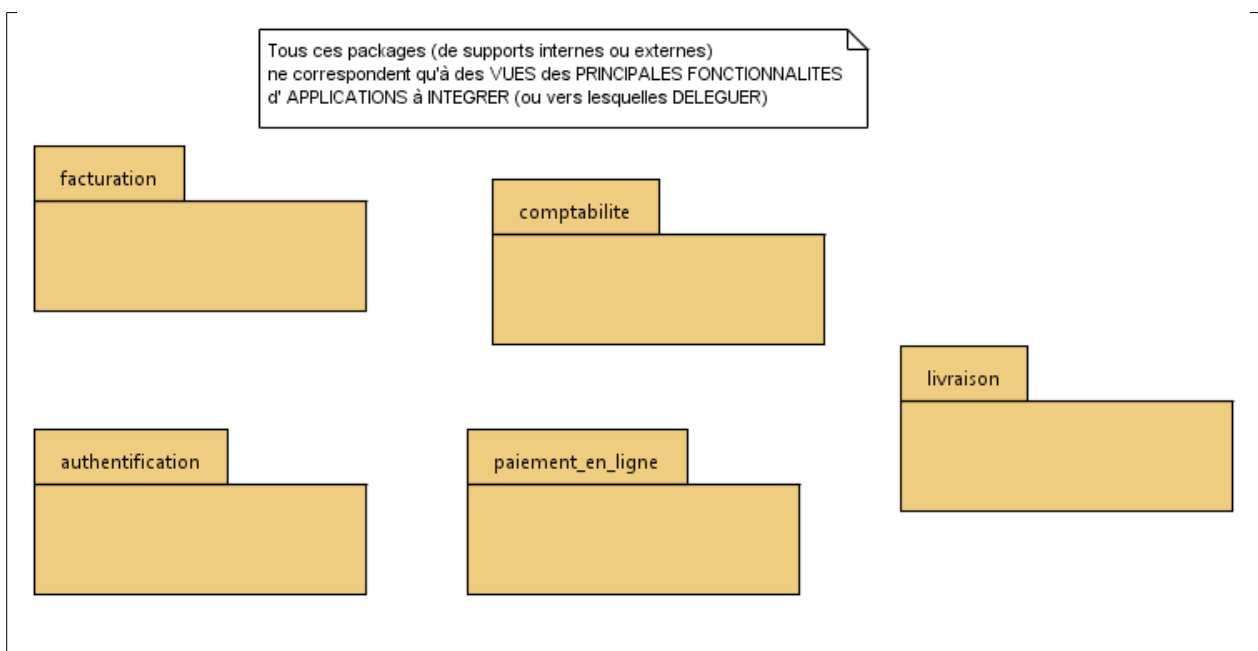 Tous ces packages (de supports internes ou externes)
ne correspondent qu'à des VUES des PRINCIPALES FONCTIONNALITES
d' APPLICATIONS à INTEGRER (ou vers lesquelles DELEGUER)
facturation
comptabilite
livraison
authentification
paiement_en_ligne